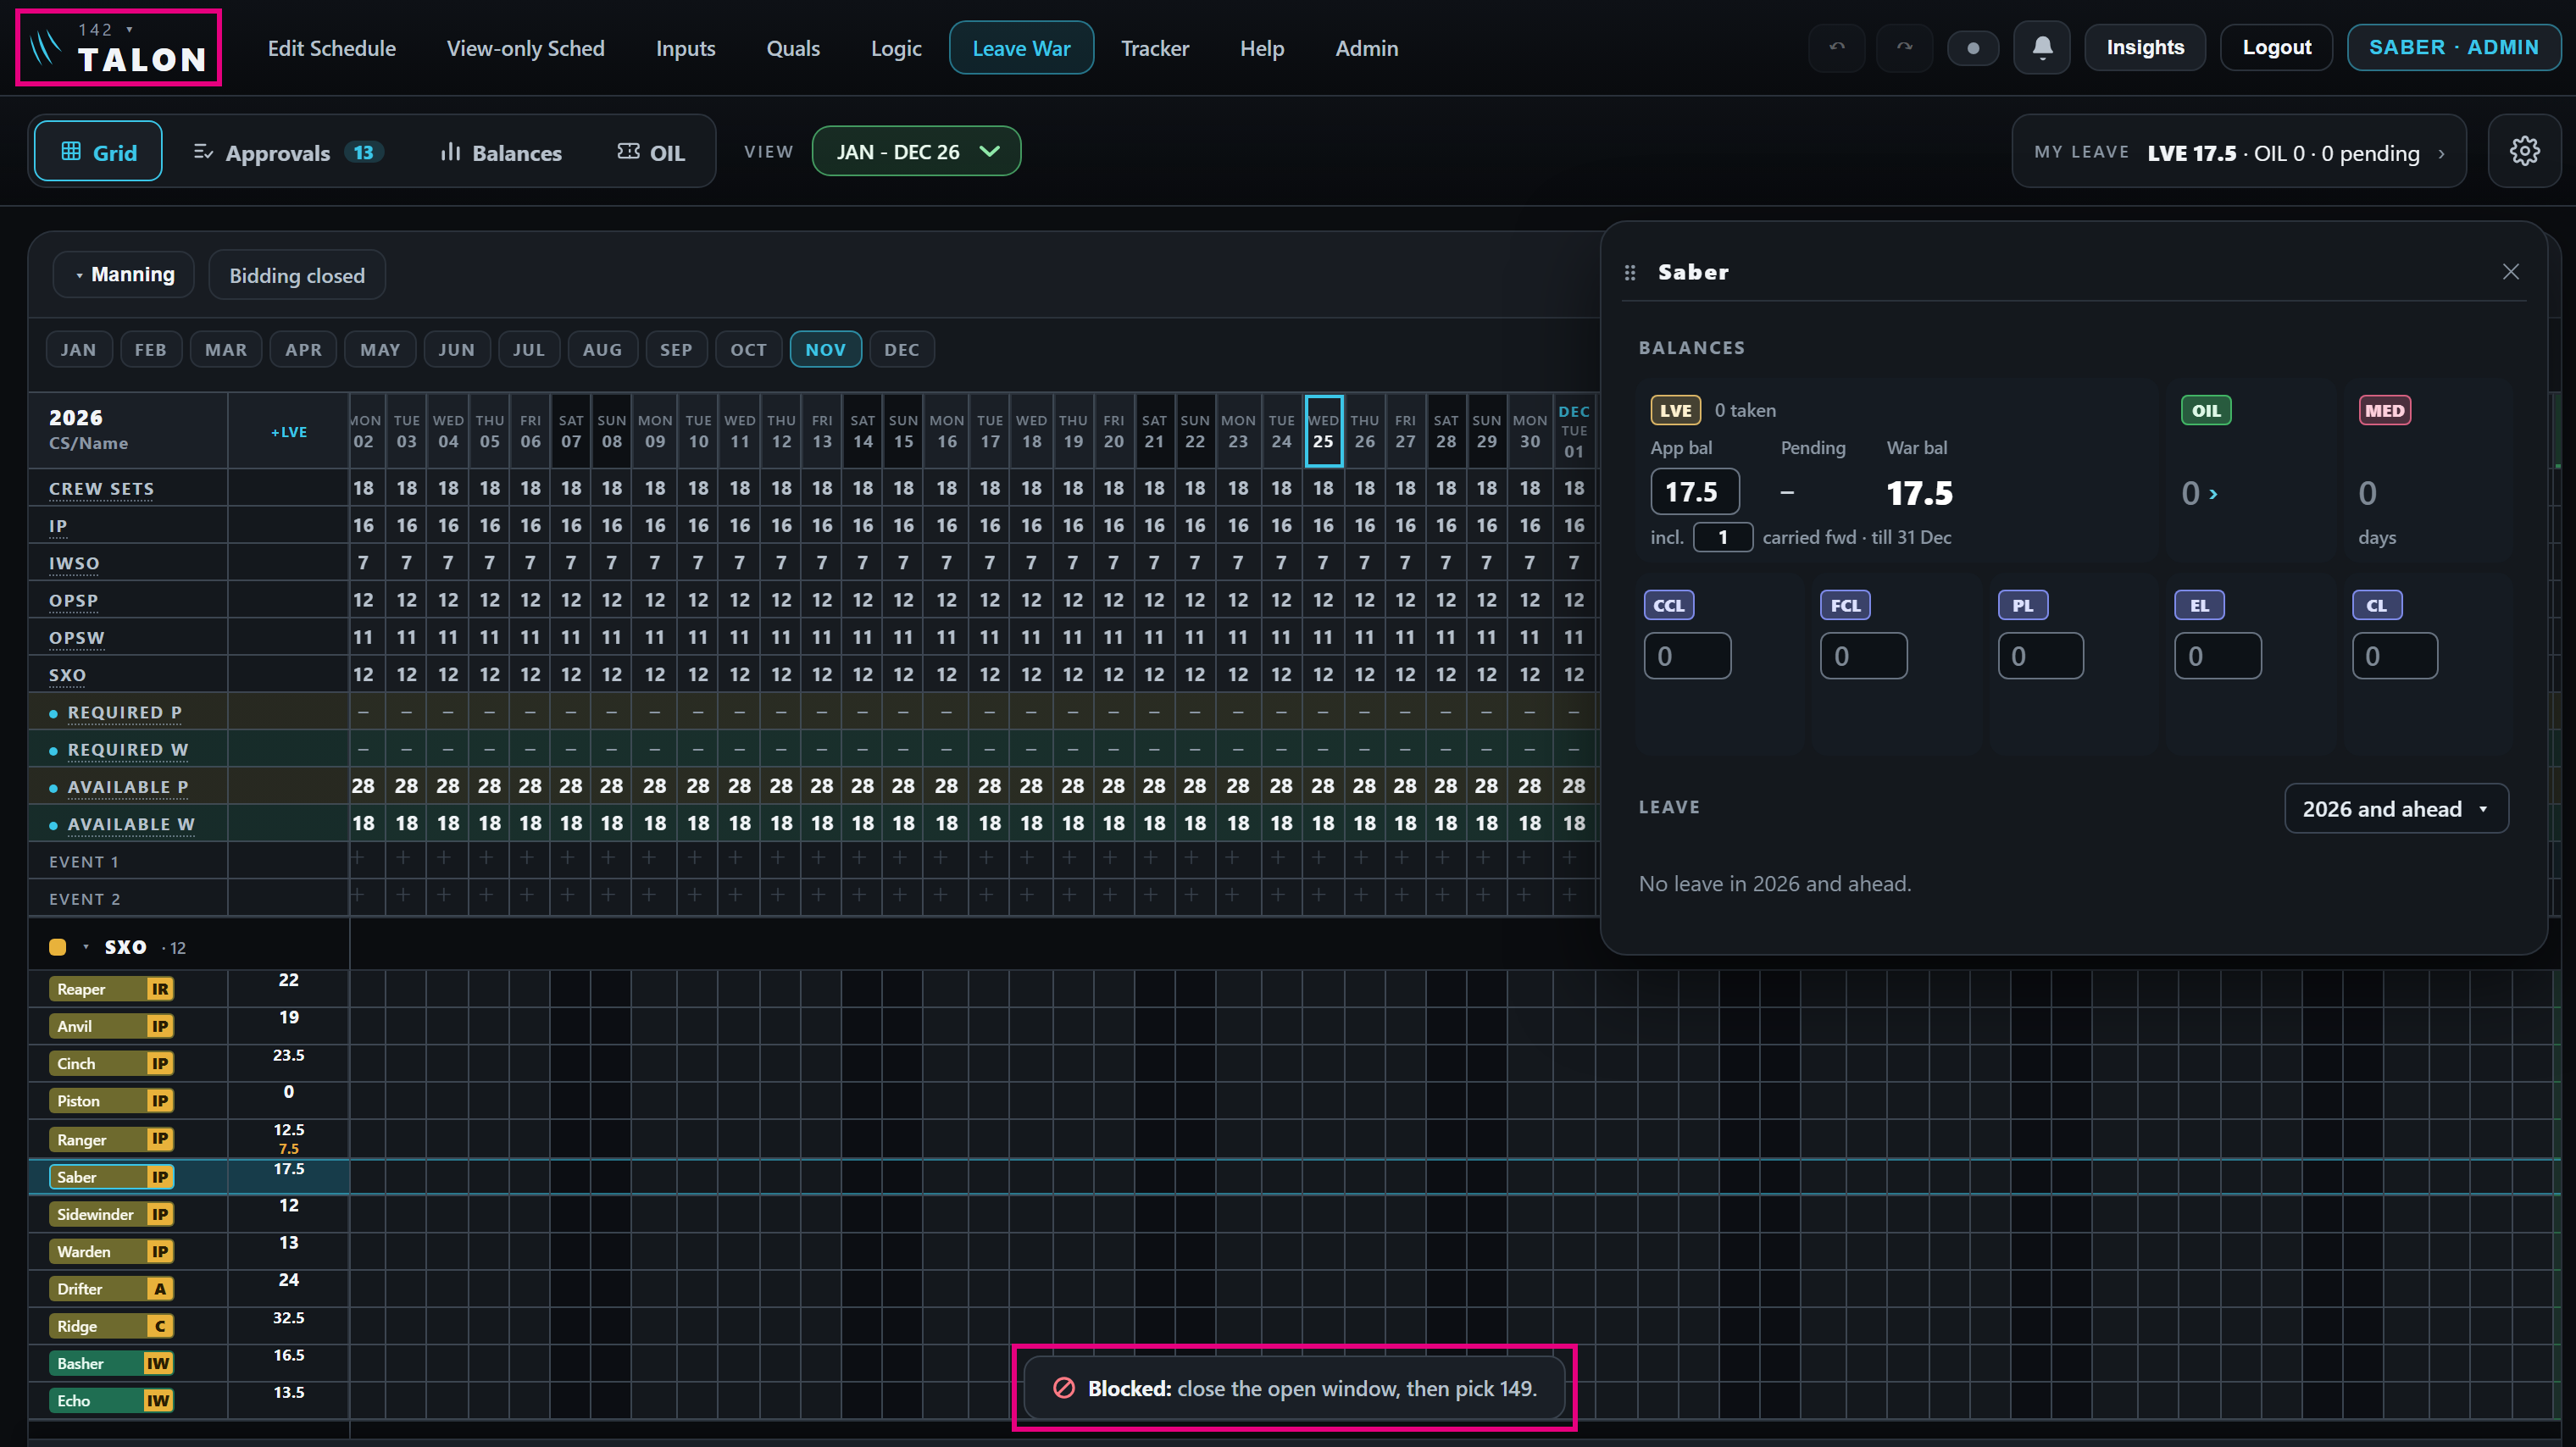 142 ▾
TALON
Edit Schedule View-only Sched Inputs Quals Logic Leave War Tracker Help Admin
Insights Logout SABER · ADMIN
Grid Approvals 13 Balances OIL VIEW JAN - DEC 26
MY LEAVE LVE 17.5 · OIL 0 · 0 pending ›
▾ Manning Bidding closed
JAN FEB MAR APR MAY JUN JUL AUG SEP OCT NOV DEC
2026
CS/Name
+LVE
MON TUE WED THU FRI SAT SUN MON TUE WED THU FRI SAT SUN MON TUE WED THU FRI SAT SUN MON TUE WED THU FRI SAT SUN MON DEC TUE
02 03 04 05 06 07 08 09 10 11 12 13 14 15 16 17 18 19 20 21 22 23 24 25 26 27 28 29 30 01
CREW SETS 18 18 18 18 18 18 18 18 18 18 18 18 18 18 18 18 18 18 18 18 18 18 18 18 18 18 18 18 18 18
IP 16 16 16 16 16 16 16 16 16 16 16 16 16 16 16 16 16 16 16 16 16 16 16 16 16 16 16 16 16 16
IWSO 7 7 7 7 7 7 7 7 7 7 7 7 7 7 7 7 7 7 7 7 7 7 7 7 7 7 7 7 7 7
OPSP 12 12 12 12 12 12 12 12 12 12 12 12 12 12 12 12 12 12 12 12 12 12 12 12 12 12 12 12 12 12
OPSW 11 11 11 11 11 11 11 11 11 11 11 11 11 11 11 11 11 11 11 11 11 11 11 11 11 11 11 11 11 11
SXO 12 12 12 12 12 12 12 12 12 12 12 12 12 12 12 12 12 12 12 12 12 12 12 12 12 12 12 12 12 12
REQUIRED P – – – – – – – – – – – – – – – – – – – – – – – – – – – – – –
REQUIRED W – – – – – – – – – – – – – – – – – – – – – – – – – – – – – –
AVAILABLE P 28 28 28 28 28 28 28 28 28 28 28 28 28 28 28 28 28 28 28 28 28 28 28 28 28 28 28 28 28 28
AVAILABLE W 18 18 18 18 18 18 18 18 18 18 18 18 18 18 18 18 18 18 18 18 18 18 18 18 18 18 18 18 18 18
EVENT 1 + + + + + + + + + + + + + + + + + + + + + + + + + + + + + +
EVENT 2 + + + + + + + + + + + + + + + + + + + + + + + + + + + + + +
▾ SXO · 12
Reaper IR 22
Anvil IP 19
Cinch IP 23.5
Piston IP 0
Ranger IP 12.5
7.5
Saber IP 17.5
Sidewinder IP 12
Warden IP 13
Drifter A 24
Ridge C 32.5
Basher IW 16.5
Echo IW 13.5
Saber
BALANCES
LVE 0 taken
App bal Pending War bal
17.5 – 17.5
incl. 1 carried fwd · till 31 Dec
OIL
0 ›
MED
0
days
CCL FCL PL EL CL
0 0 0 0 0
LEAVE 2026 and ahead ▾
No leave in 2026 and ahead.
Blocked: close the open window, then pick 149.